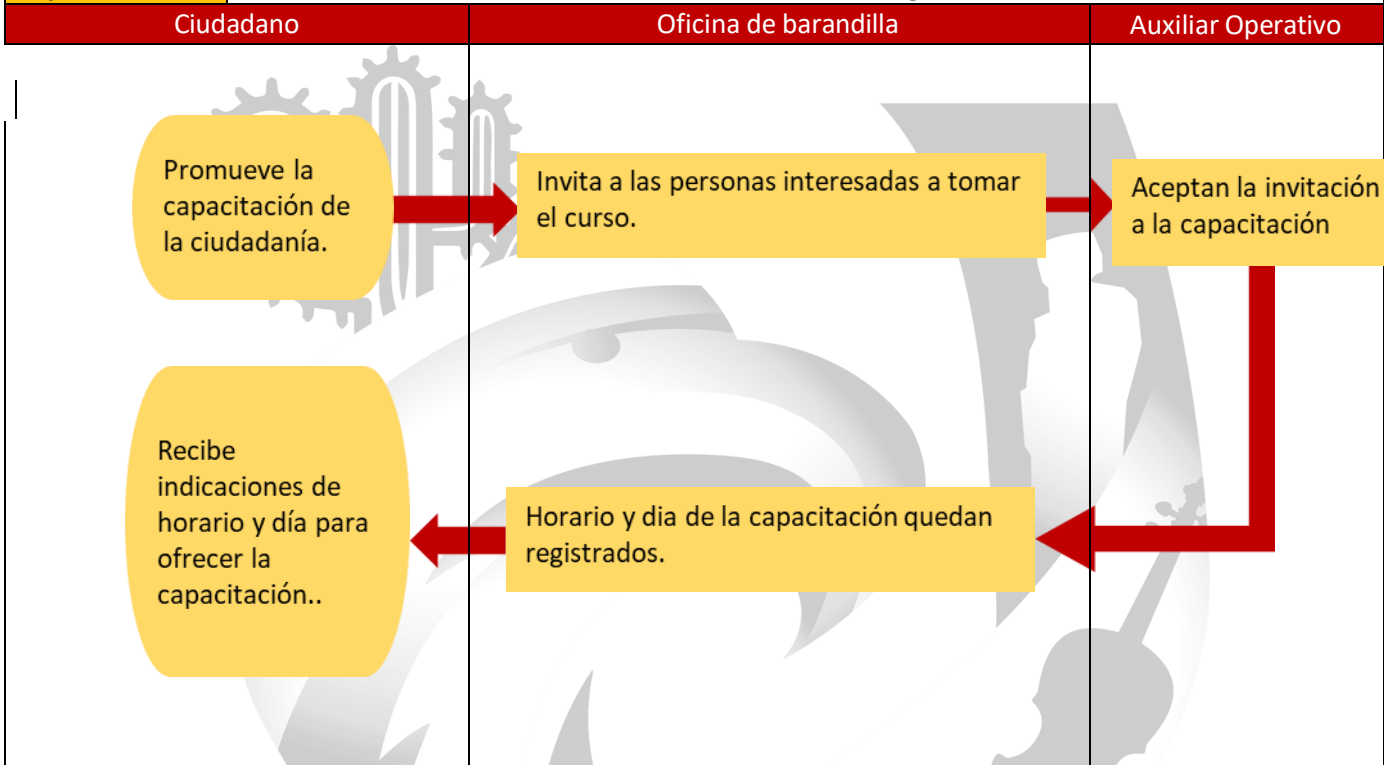 Ciudadano
Oficina de barandilla
Auxiliar Operativo
Promueve la
capacitación de
la ciudadanía.
Invita a las personas interesadas a tomar
el curso.
Aceptan la invitación
a la capacitación
Recibe
indicaciones de
horario y día para
ofrecer la
capacitación..
Horario y dia de la capacitación quedan
registrados.